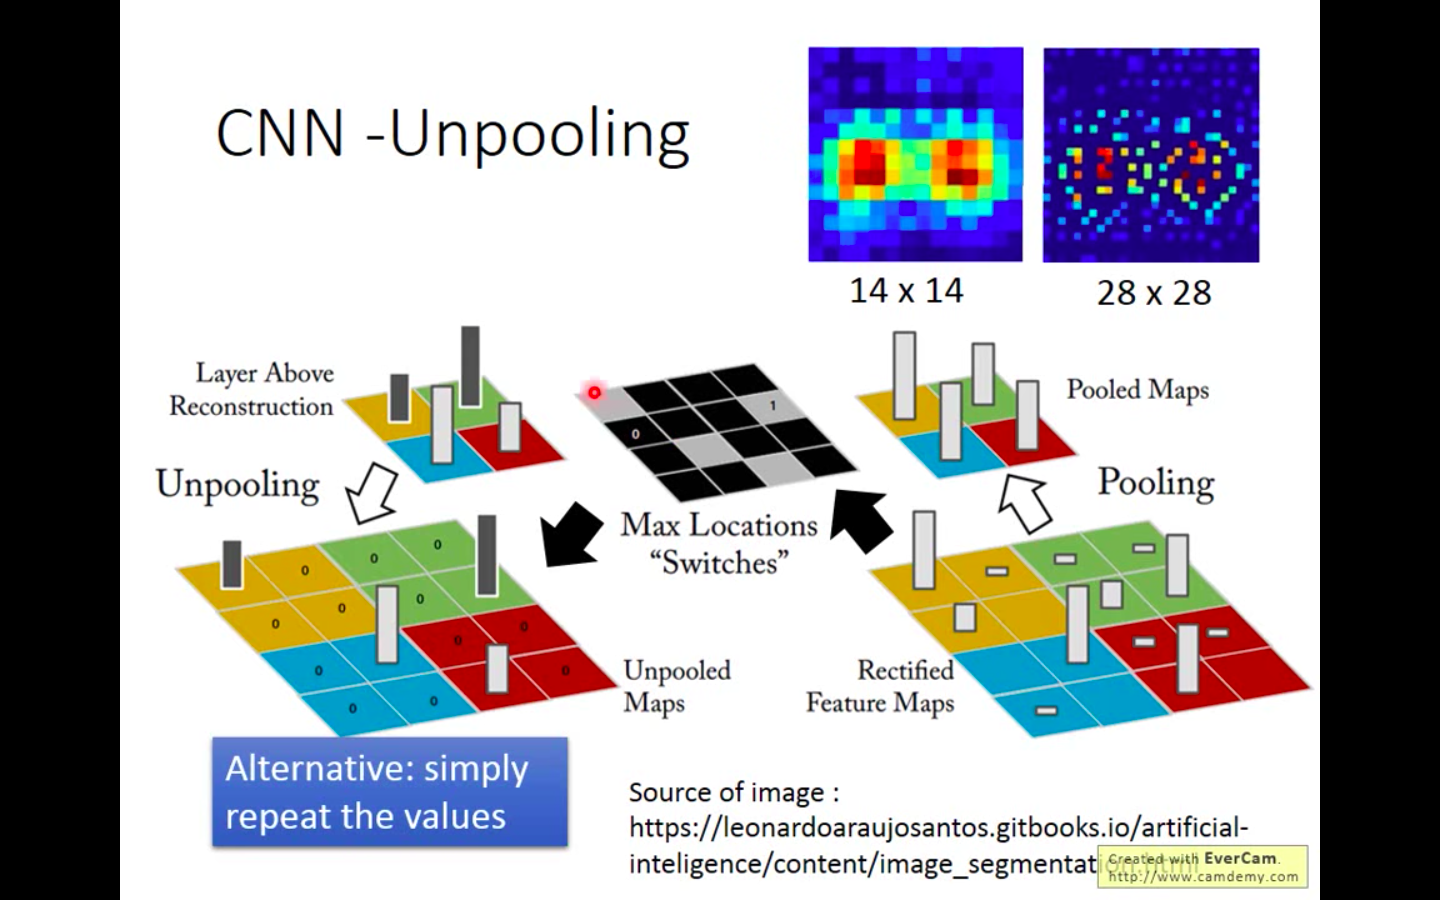 CNN -Unpooling
14 x 14
28 x 28
Layer Above
Reconstruction
0
1
Pooled Maps
Unpooling
Pooling
Max Locations
“Switches”
0
0
0
0
0
0
0
0
0
0
0
0
Unpooled
Maps
Rectified
Feature Maps
Alternative: simply
repeat the values
Source of image :
https://leonardoaraujosantos.gitbooks.io/artificial-
inteligence/content/image_segmentation.html
Created with EverCam.
http://www.camdemy.com